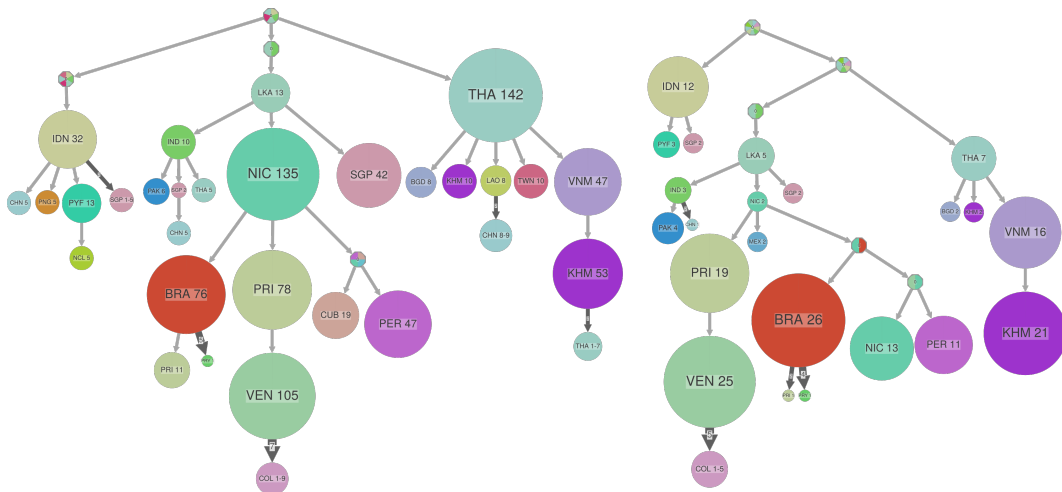 IDN 12
IDN 32
LKA 13
THA 142
IND 10
NIC 135
SGP 42
BGD 8
KHM 10
LAO 8
TWN 10
VNM 47
CHN 5
PNG 5
PYF 13
SGP 1-5
PAK 6
SGP 2
THA 5
CHN 5
CHN 8-9
NCL 5
KHM 53
BRA 76
PRI 78
CUB 19
PER 47
THA 1-7
PRI 11
VEN 105
COL 1-9
PYF 3
SGP 2
LKA 5
THA 7
IND 3
NIC 2
SGP 2
BGD 2
PAK 4
CHN
MEX 2
VNM 16
PRI 19
BRA 26
NIC 13
PER 11
KHM 21
VEN 25
COL 1-5